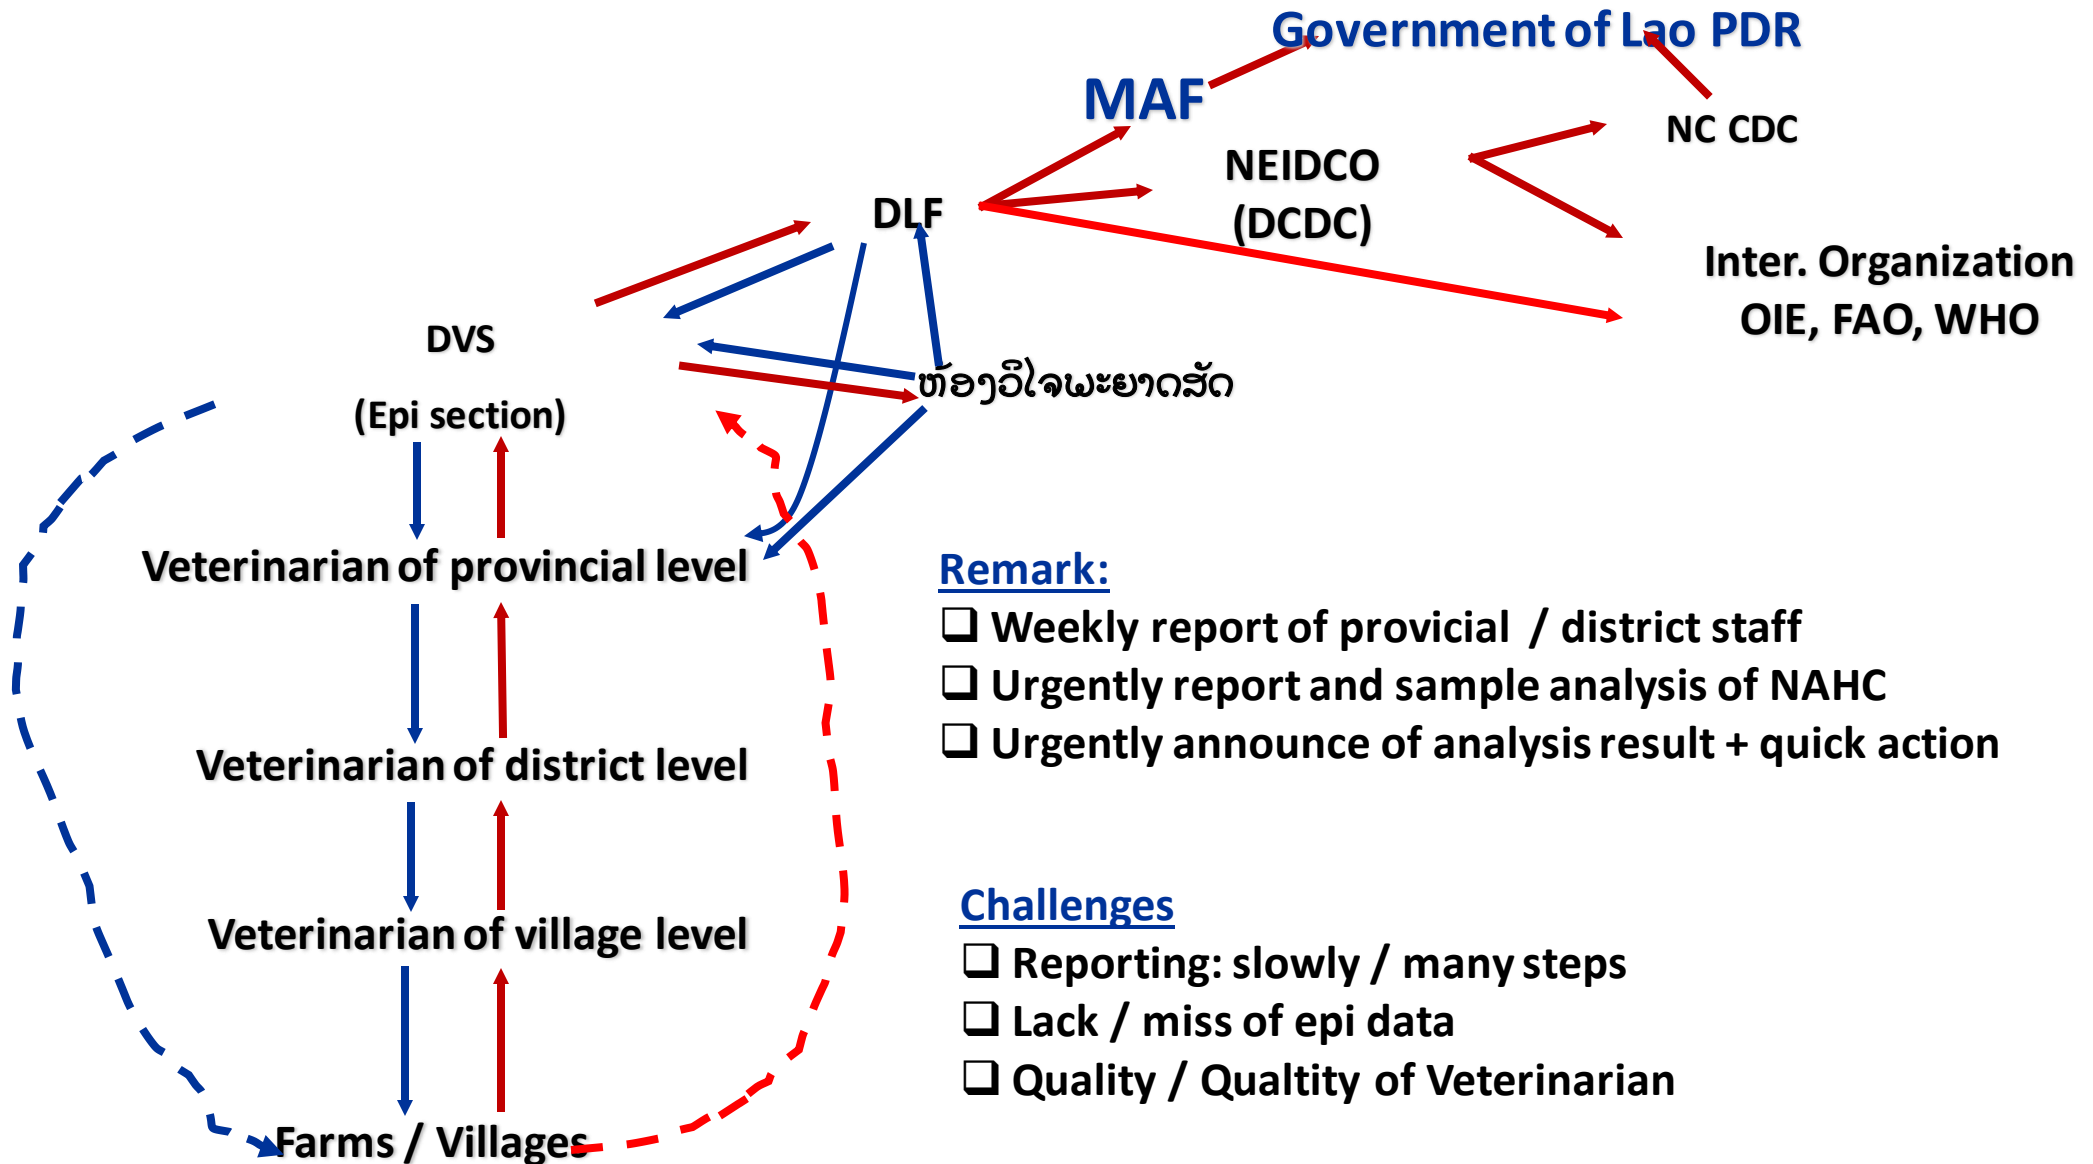 Government of Lao PDR
MAF
NC CDC
NEIDCO
(DCDC)
DLF
Inter. Organization
OIE, FAO, WHO
DVS
(Epi section)
ຫ້ອງວິໄຈພະຍາດສັດ
Veterinarian of provincial level
Veterinarian of district level
Veterinarian of village level
Farms / Villages
Remark:
❑ Weekly report of provicial / district staff
❑ Urgently report and sample analysis of NAHC
❑ Urgently announce of analysis result + quick action
Challenges
❑ Reporting: slowly / many steps
❑ Lack / miss of epi data
❑ Quality / Qualtity of Veterinarian